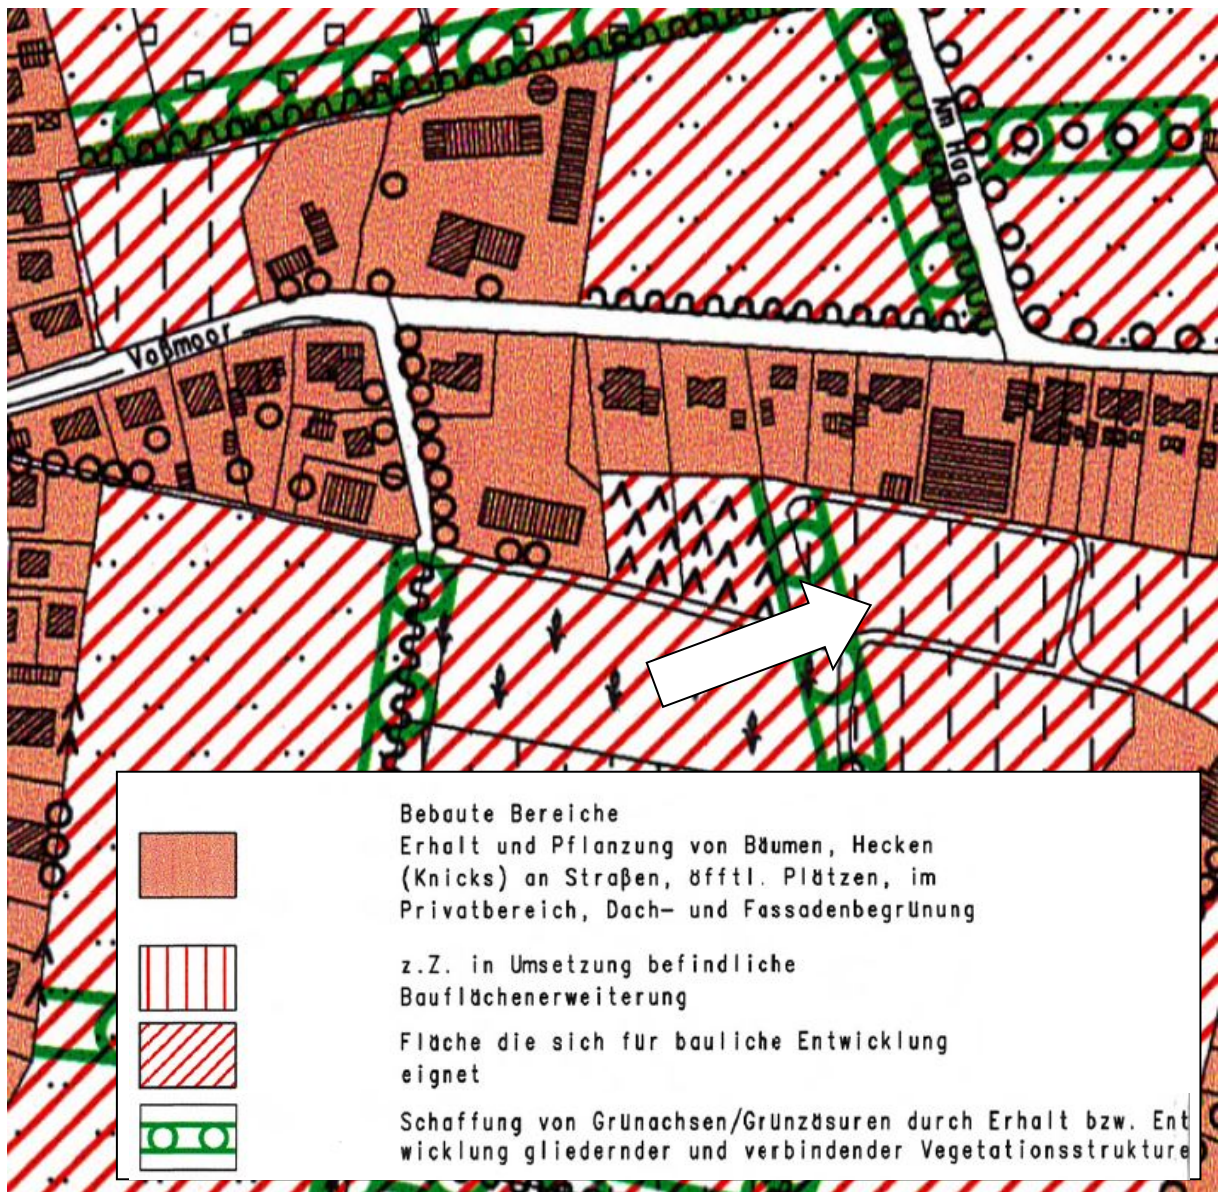 Am Hag
Voßmoor
Bebaute Bereiche
Erhalt und Pflanzung von Bäumen, Hecken
(Knicks) an Straßen, öfftl. Plätzen, im
Privatbereich, Dach- und Fassadenbegrünung
z.Z. in Umsetzung befindliche
Bauflächenerweiterung
Fläche die sich für bauliche Entwicklung
eignet
Schaffung von Grünachsen/Grünzäsuren durch Erhalt bzw. Ent
wicklung gliedernder und verbindender Vegetationsstrukture